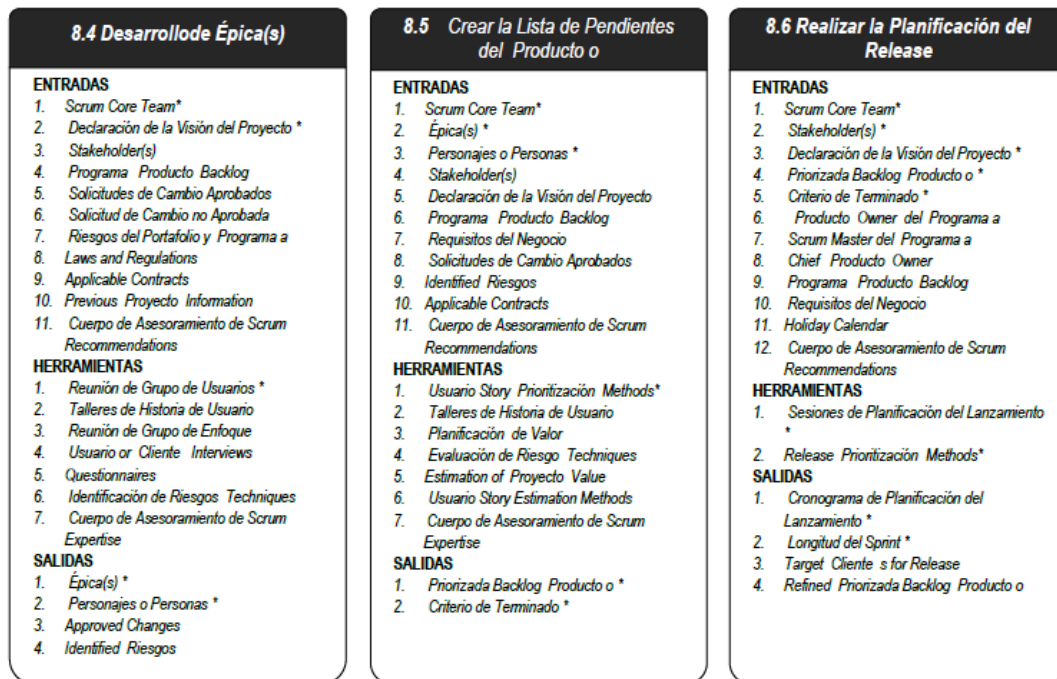 8.4 Desarrollode Épica(s)
ENTRADAS
1. Scrum Core Team*
2. Declaración de la Visión del Proyecto *
3. Stakeholder(s)
4. Programa Producto Backlog
5. Solicitudes de Cambio Aprobados
6. Solicitud de Cambio no Aprobada
7. Riesgos del Portafolio y Programa a
8. Laws and Regulations
9. Applicable Contracts
10. Previous Proyecto Information
11. Cuerpo de Asesoramiento de Scrum
Recommendations
HERRAMIENTAS
1. Reunión de Grupo de Usuarios *
2. Talleres de Historia de Usuario
3. Reunión de Grupo de Enfoque
4. Usuario or Cliente Interviews
5. Questionnaires
6. Identificación de Riesgos Techniques
7. Cuerpo de Asesoramiento de Scrum
Expertise
SALIDAS
1. Épica(s) *
2. Personajes o Personas *
3. Approved Changes
4. Identified Riesgos
8.5 Crear la Lista de Pendientes
del Producto o
ENTRADAS
1. Scrum Core Team*
2. Épica(s) *
3. Personajes o Personas *
4. Stakeholder(s)
5. Declaración de la Visión del Proyecto
6. Programa Producto Backlog
7. Requisitos del Negocio
8. Solicitudes de Cambio Aprobados
9. Identified Riesgos
10. Applicable Contracts
11. Cuerpo de Asesoramiento de Scrum
Recommendations
HERRAMIENTAS
1. Usuario Story Prioritización Methods*
2. Talleres de Historia de Usuario
3. Planificación de Valor
4. Evaluación de Riesgo Techniques
5. Estimation of Proyecto Value
6. Usuario Story Estimation Methods
7. Cuerpo de Asesoramiento de Scrum
Expertise
SALIDAS
1. Priorizada Backlog Producto o *
2. Criterio de Terminado *
8.6 Realizar la Planificación del
Release
ENTRADAS
1. Scrum Core Team*
2. Stakeholder(s) *
3. Declaración de la Visión del Proyecto *
4. Priorizada Backlog Producto o *
5. Criterio de Terminado *
6. Producto Owner del Programa a
7. Scrum Master del Programa a
8. Chief Producto Owner
9. Programa Producto Backlog
10. Requisitos del Negocio
11. Holiday Calendar
12. Cuerpo de Asesoramiento de Scrum
Recommendations
HERRAMIENTAS
1. Sesiones de Planificación del Lanzamiento
*
2. Release Prioritización Methods*
SALIDAS
1. Cronograma de Planificación del
Lanzamiento *
2. Longitud del Sprint *
3. Target Cliente s for Release
4. Refined Priorizada Backlog Producto o